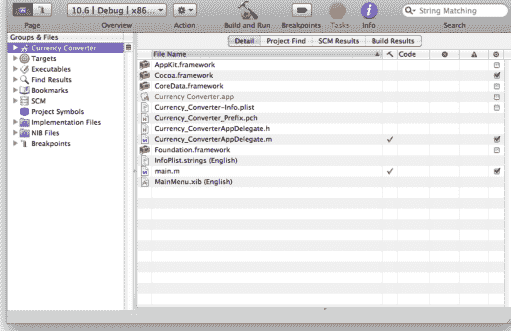 10.6 | Debug | x86... String Matching
Page Overview Action Build and Run Breakpoints Tasks Info Search
Groups & Files
Detail Project Find SCM Results Build Results
File Name Code
Currency Converter
Targets
Executables
Find Results
Bookmarks
SCM
Project Symbols
Implementation Files
NIB Files
Breakpoints
AppKit.framework
Cocoa.framework
CoreData.framework
Currency Converter.app
Currency_Converter-Info.plist
Currency_Converter_Prefix.pch
Currency_ConverterAppDelegate.h
Currency_ConverterAppDelegate.m
Foundation.framework
InfoPlist.strings (English)
main.m
MainMenu.xib (English)